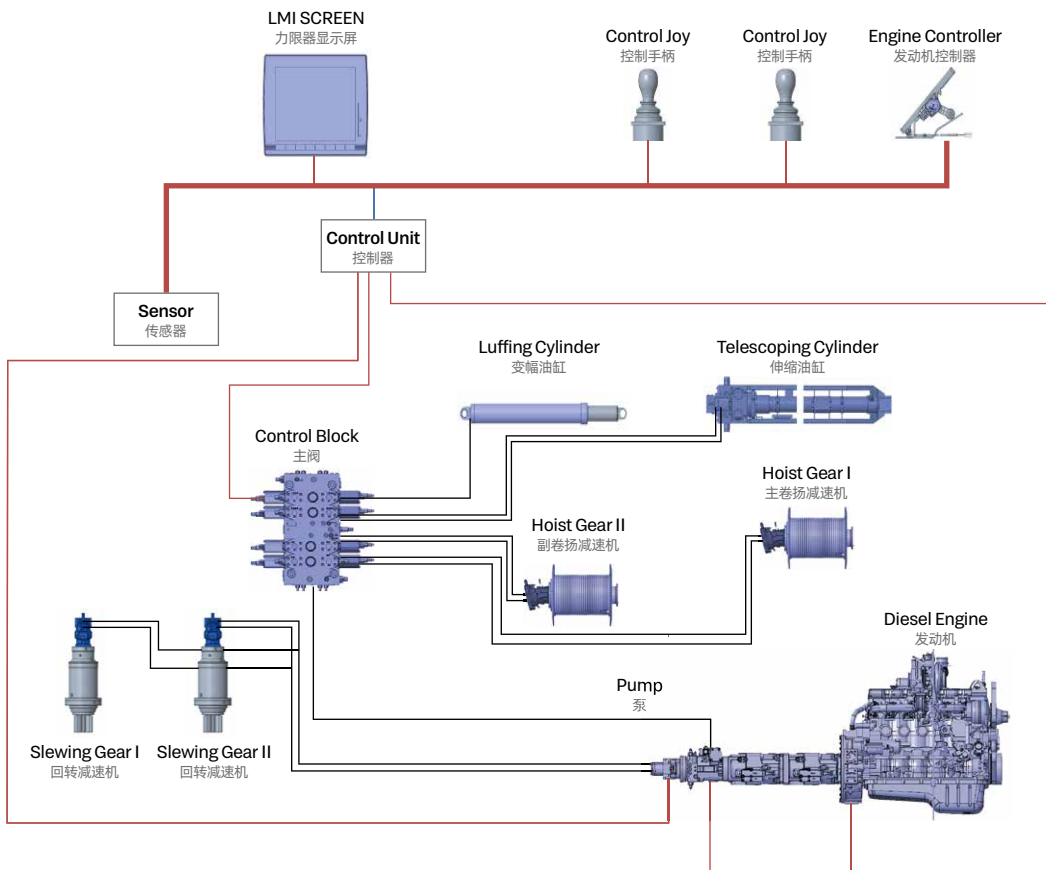 LMI SCREEN
力限器显示屏
Control Joy
控制手柄
Control Joy
控制手柄
Engine Controller
发动机控制器
Control Unit
控制器
Sensor
传感器
Luffing Cylinder
变幅油缸
Telescoping Cylinder
伸缩油缸
Control Block
主阀
Hoist Gear I
主卷扬减速机
Hoist Gear II
副卷扬减速机
Diesel Engine
发动机
Pump
泵
Slewing Gear I
回转减速机
Slewing Gear II
回转减速机